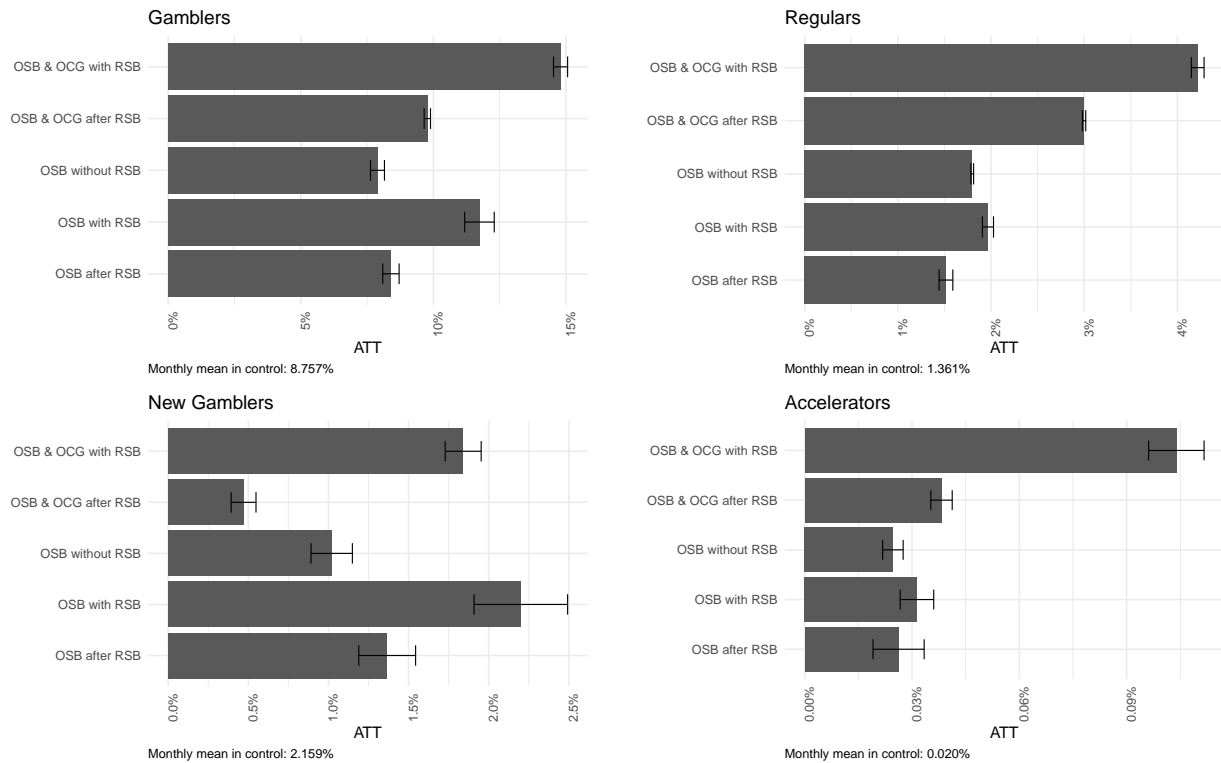 Gamblers
OSB & OCG with RSB
OSB & OCG after RSB
OSB without RSB
OSB with RSB
OSB after RSB
0%
5%
10%
15%
ATT
Monthly mean in control: 8.757%
Regulars
OSB & OCG with RSB
OSB & OCG after RSB
OSB without RSB
OSB with RSB
OSB after RSB
0%
1%
2%
3%
4%
ATT
Monthly mean in control: 1.361%
New Gamblers
OSB & OCG with RSB
OSB & OCG after RSB
OSB without RSB
OSB with RSB
OSB after RSB
0.0%
0.5%
1.0%
1.5%
2.0%
2.5%
ATT
Monthly mean in control: 2.159%
Accelerators
OSB & OCG with RSB
OSB & OCG after RSB
OSB without RSB
OSB with RSB
OSB after RSB
0.00%
0.03%
0.06%
0.09%
ATT
Monthly mean in control: 0.020%